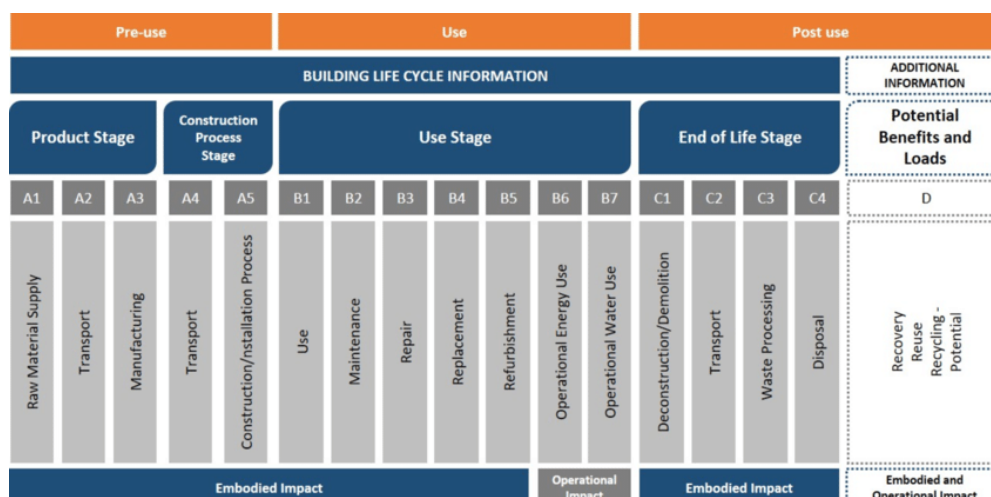 Pre-use
Use
Post use
BUILDING LIFE CYCLE INFORMATION
ADDITIONAL
INFORMATION
Product Stage
Construction
Process
Stage
Use Stage
End of Life Stage
Potential
Benefits and
Loads
A1
A2
A3
A4
A5
B1
B2
B3
B4
B5
B6
B7
C1
C2
C3
C4
D
Raw Material Supply
Transport
Manufacturing
Transport
Construction/nstallation Process
Use
Maintenance
Repair
Replacement
Refurbishment
Operational Energy Use
Operational Water Use
Deconstruction/Demolition
Transport
Waste Processing
Disposal
Recovery
Reuse
Recycling -
Potential
Embodied Impact
Operational
Impact
Embodied Impact
Embodied and
Operational Impact